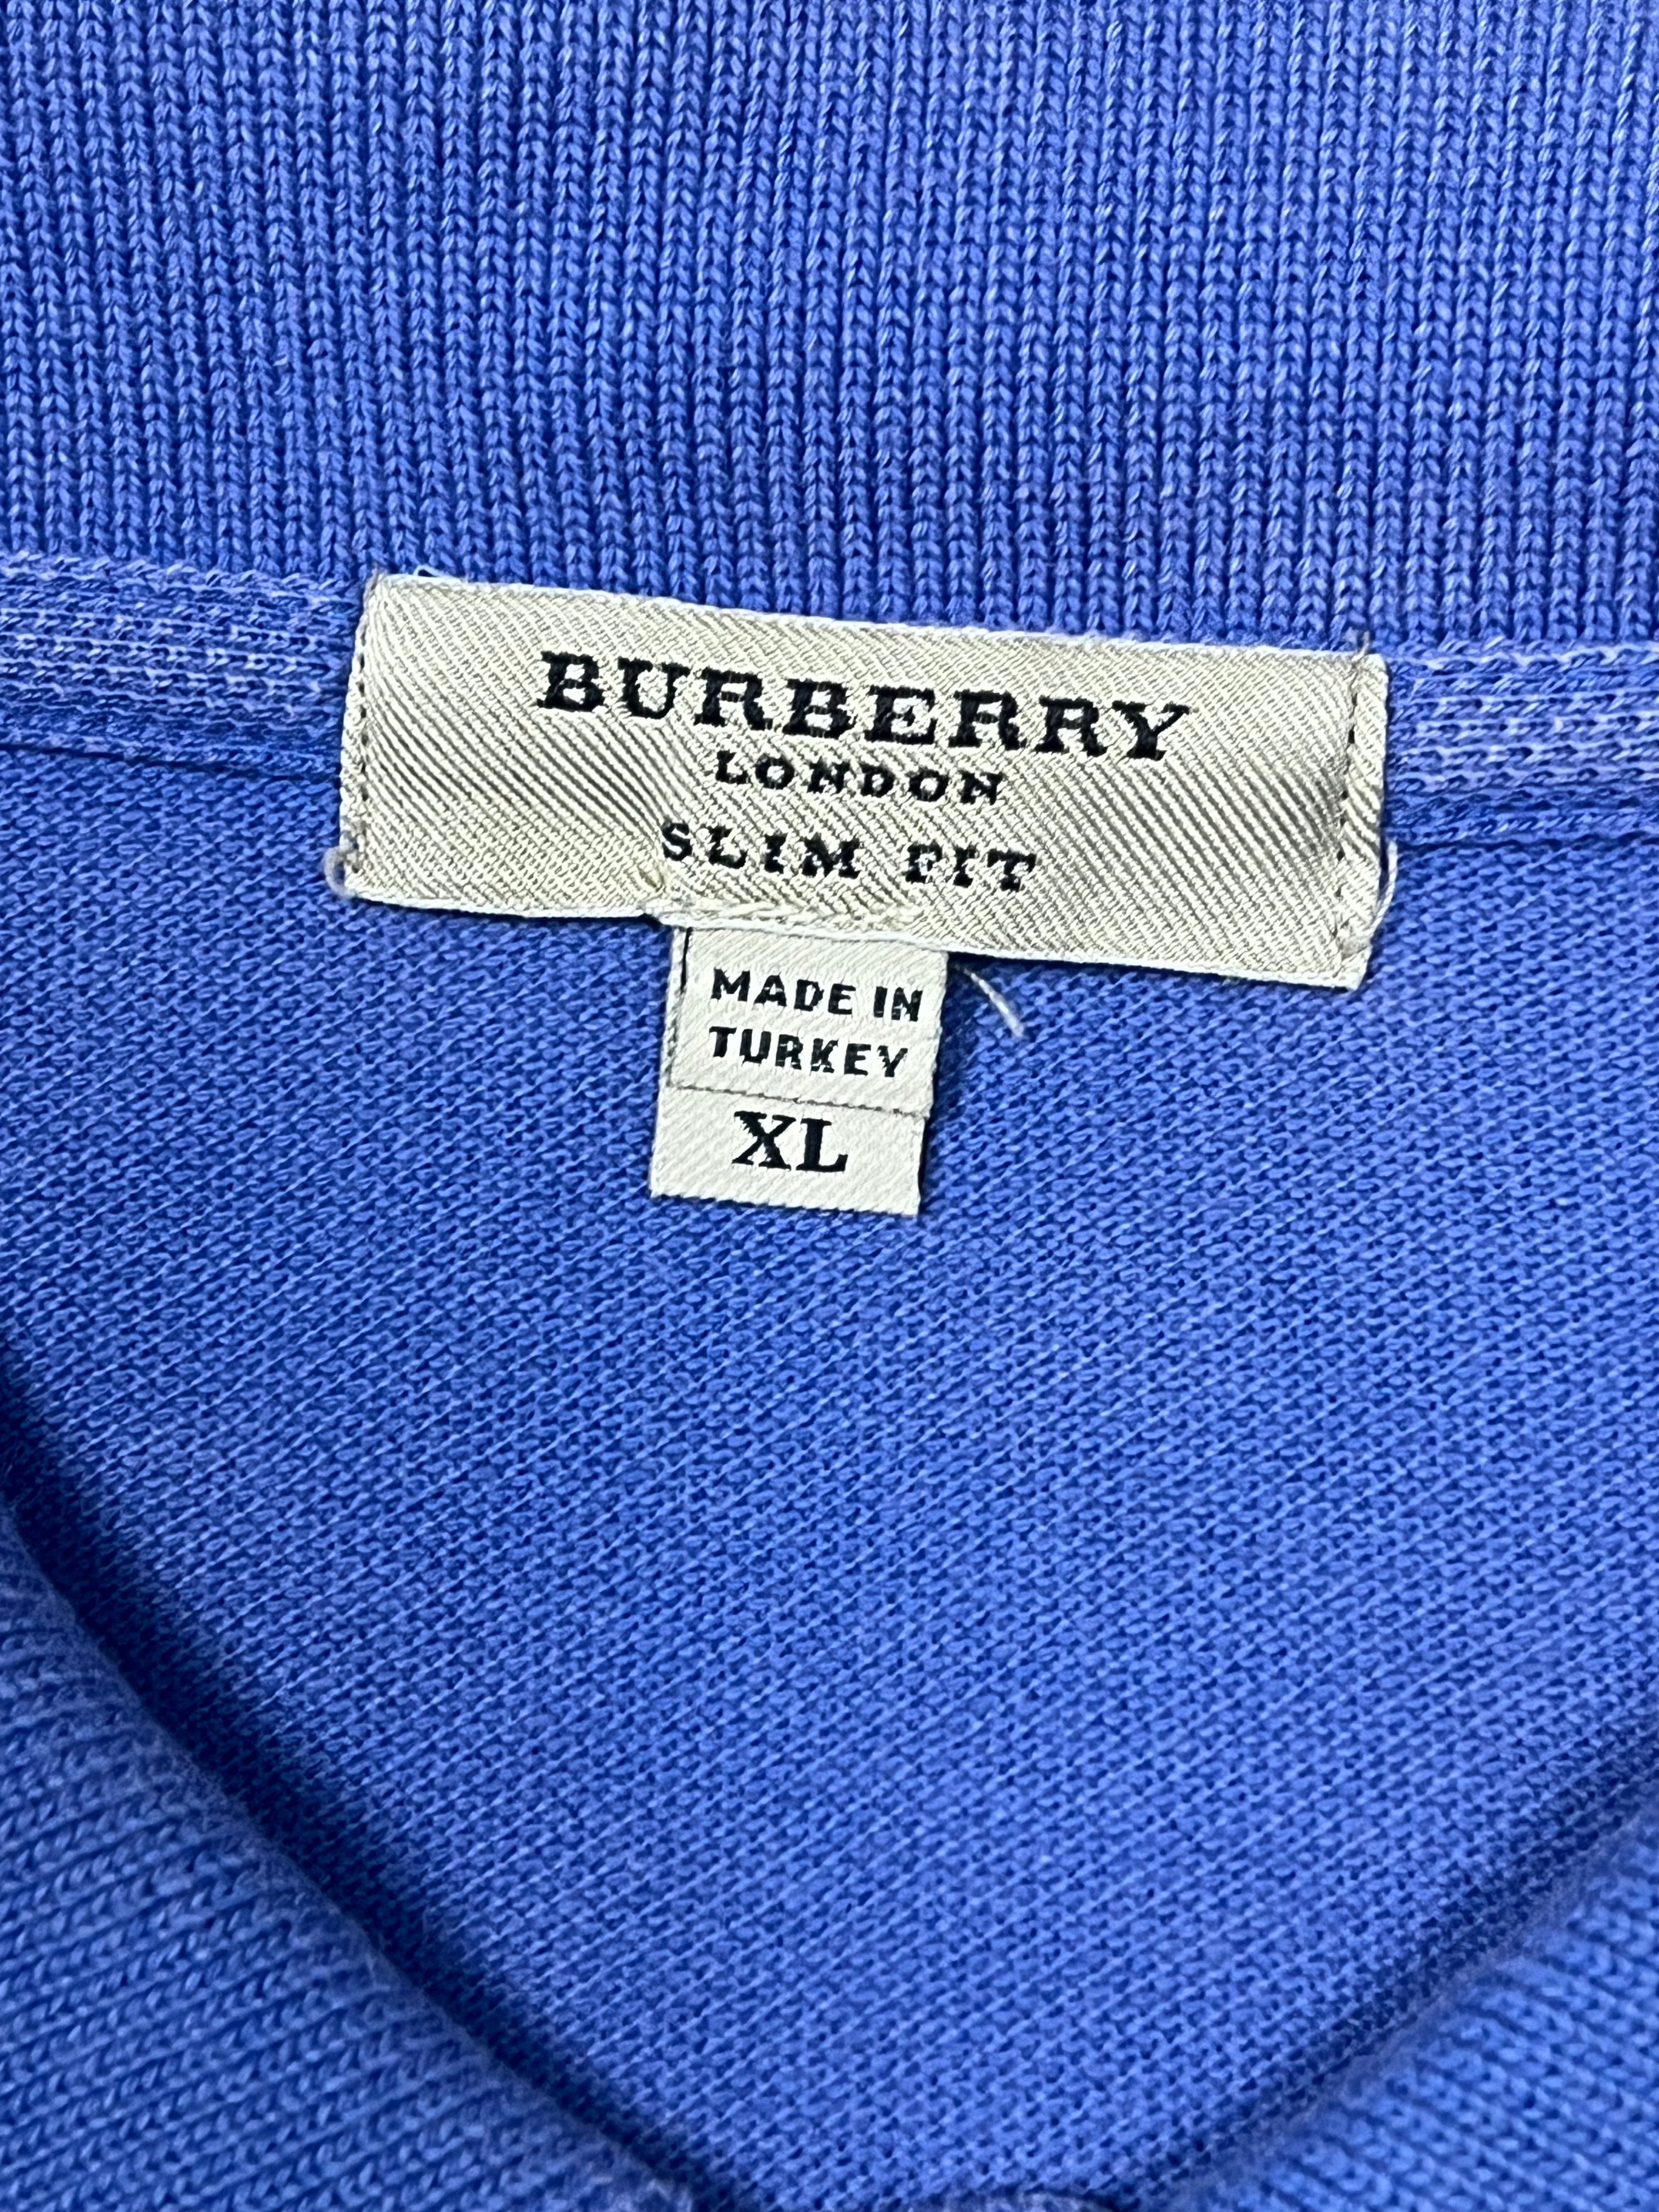 BURBERRY
LONDON
SLIM FIT
MADE IN
TURKEY
XL